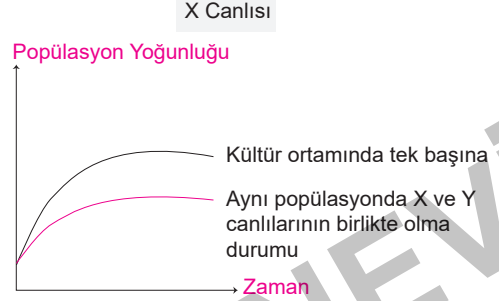 X Canlısı
Popülasyon Yoğunluğu
Kültür ortamında tek başına
Aynı popülasyonda X ve Y
canlılarının birlikte olma
durumu
Zaman